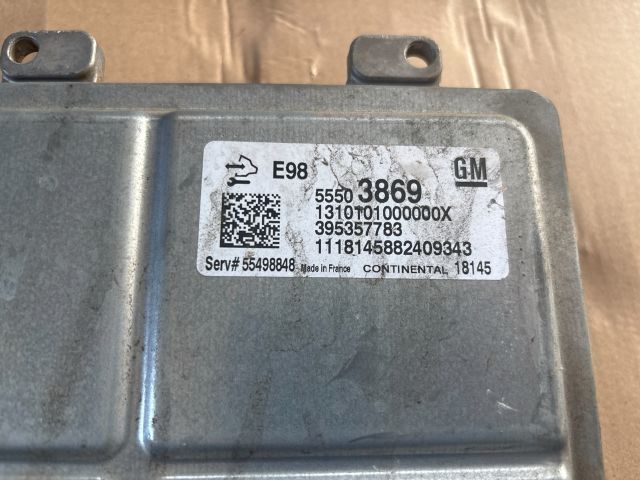 E98
GM
5550 3869
1310101000000X
395357783
1118145882409343
Serv# 55498848 Made in France CONTINENTAL 18145